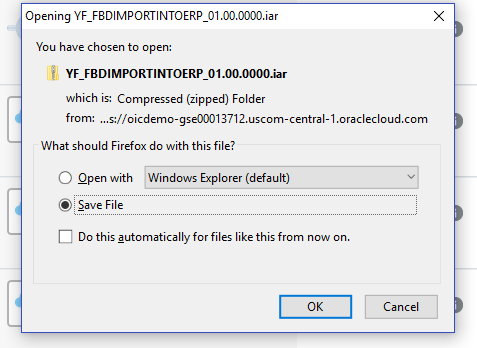 Opening YF_FBDIMPORTINTOERP_01.00.0000.iar
You have chosen to open:
YF_FBDIMPORTINTOERP_01.00.0000.iar
which is: Compressed (zipped) Folder
from: ...s://oicdemo-gse00013712.uscom-central-1.oraclecloud.com
What should Firefox do with this file?
Open with Windows Explorer (default)
Save File
Do this automatically for files like this from now on.
OK Cancel